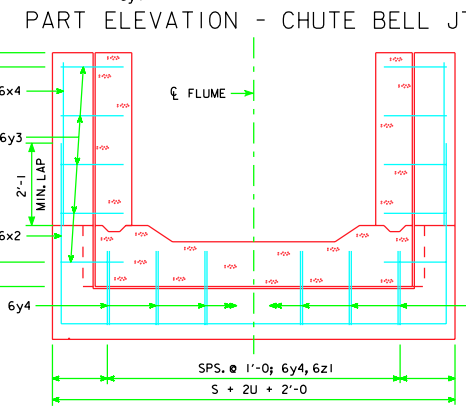 PART ELEVATION - CHUTE BELL JT
6x4
℄ FLUME
6y3
2'-1
MIN. LAP
6x2
6y4
SPS. @ 1'-0; 6y4, 6z1
S + 2U + 2'-0